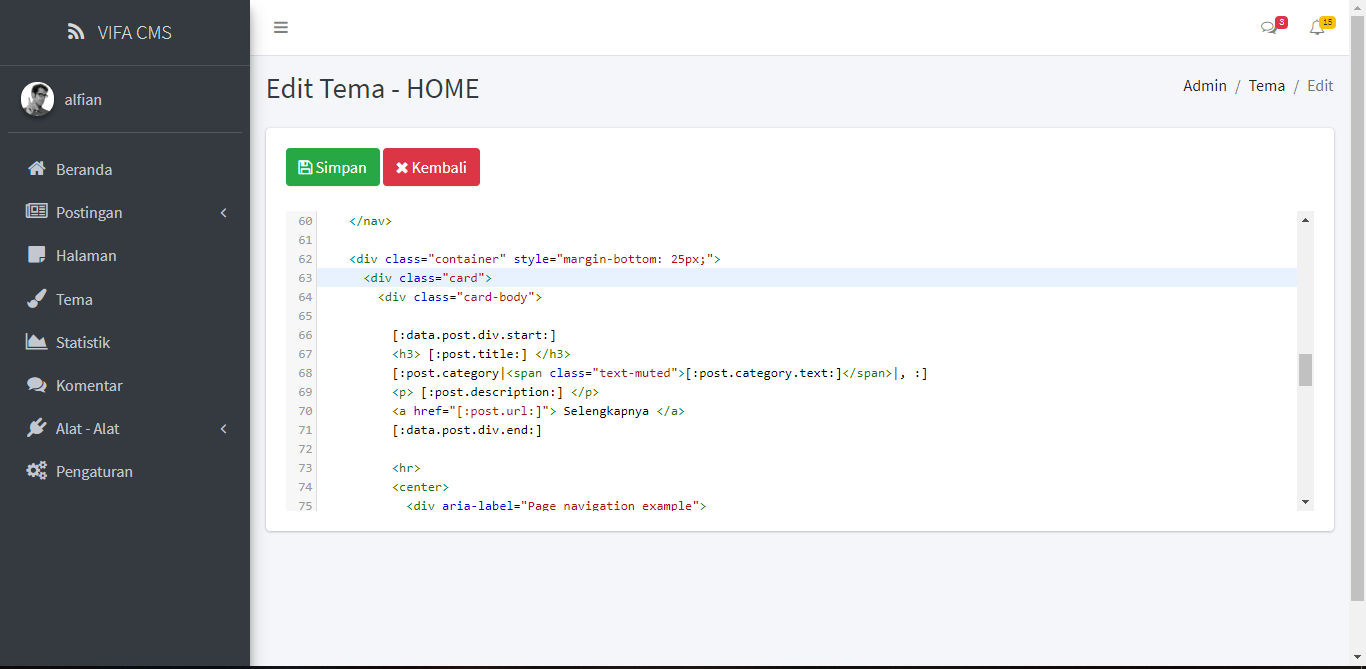 VIFA CMS
3
15
alfian
Edit Tema - HOME
Admin / Tema / Edit
Beranda
Postingan
Halaman
Tema
Statistik
Komentar
Alat - Alat
Pengaturan
Simpan
Kembali
60 </nav>
61
62 <div class="container" style="margin-bottom: 25px;">
63 <div class="card">
64 <div class="card-body">
65
66 [:data.post.div.start:]
67 <h3> [:post.title:] </h3>
68 [:post.category|<span class="text-muted">[:post.category.text:]</span>|, :]
69 <p> [:post.description:] </p>
70 <a href="[:post.url:]"> Selengkapnya </a>
71 [:data.post.div.end:]
72
73 <hr>
74 <center>
75 <div aria-label="Page navigation example">